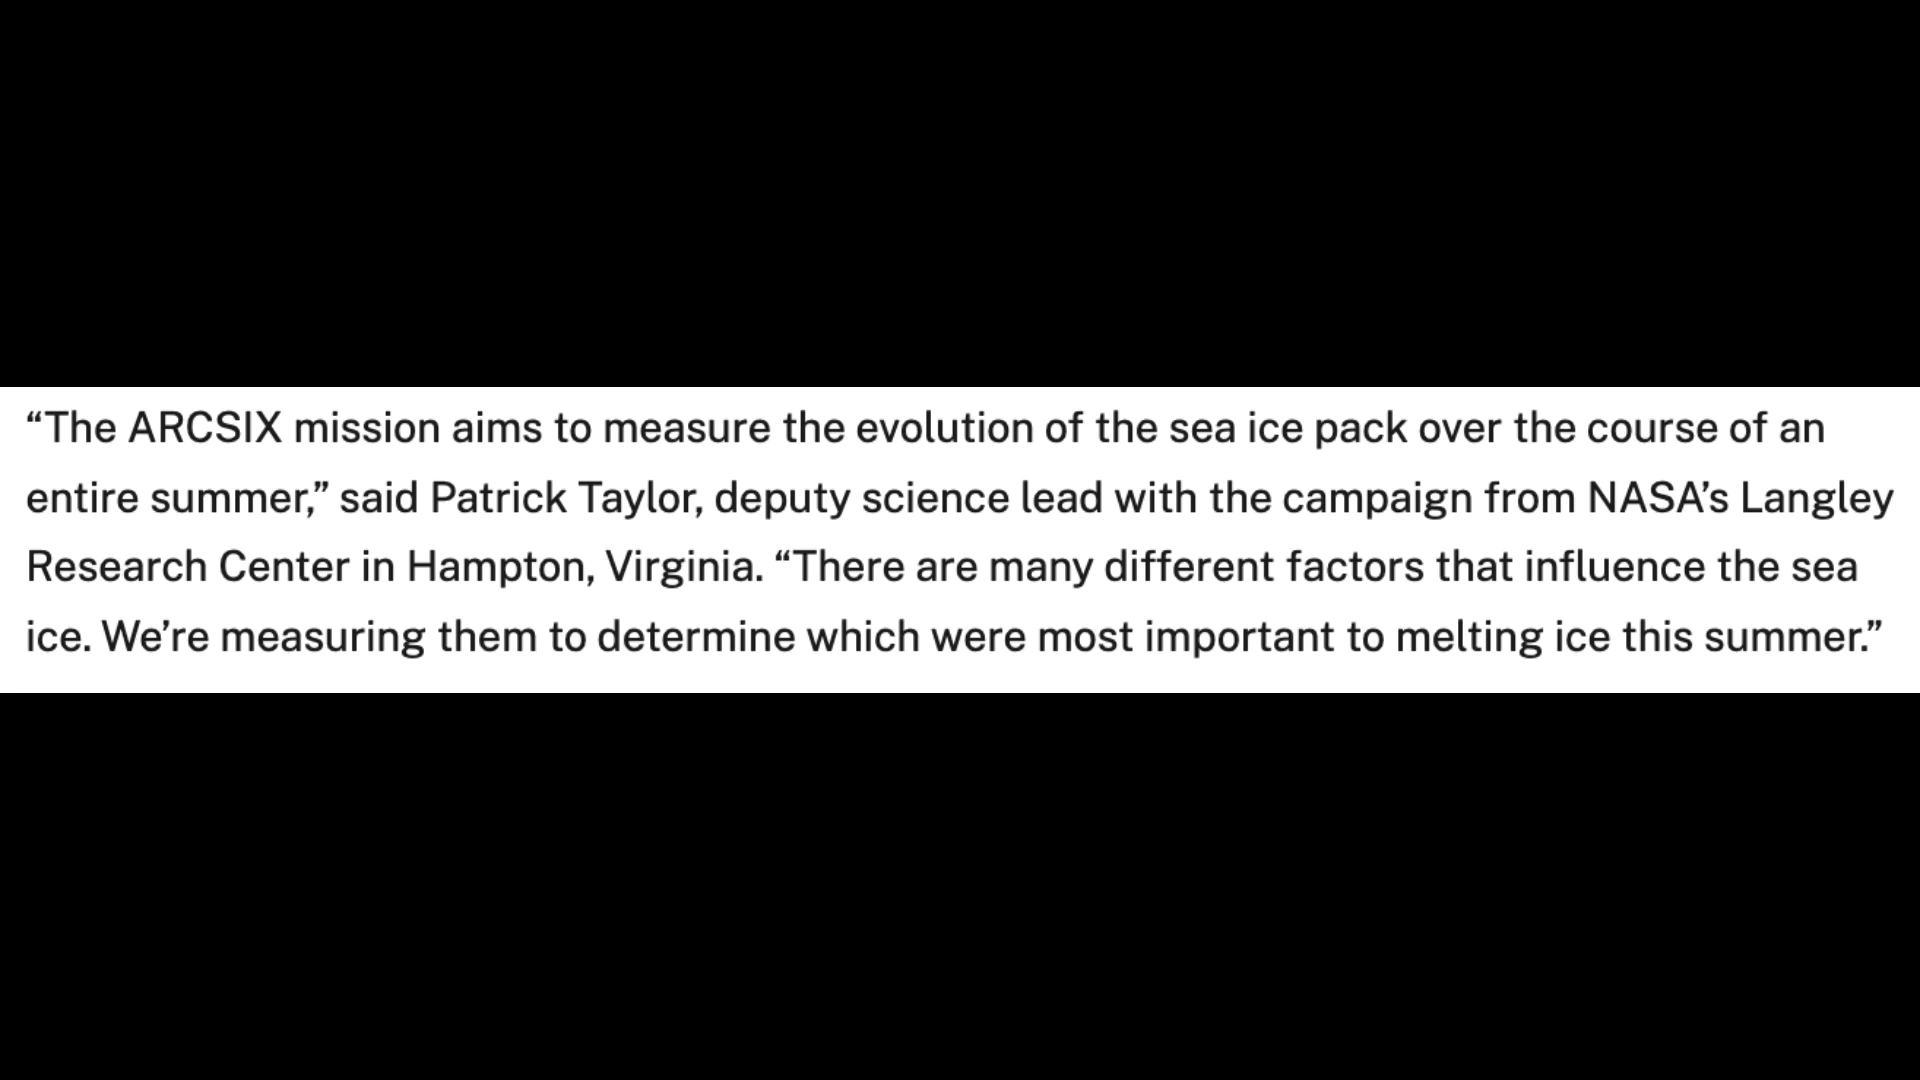 “The ARCSIX mission aims to measure the evolution of the sea ice pack over the course of an
entire summer,” said Patrick Taylor, deputy science lead with the campaign from NASA’s Langley
Research Center in Hampton, Virginia. “There are many different factors that influence the sea
ice. We’re measuring them to determine which were most important to melting ice this summer.”